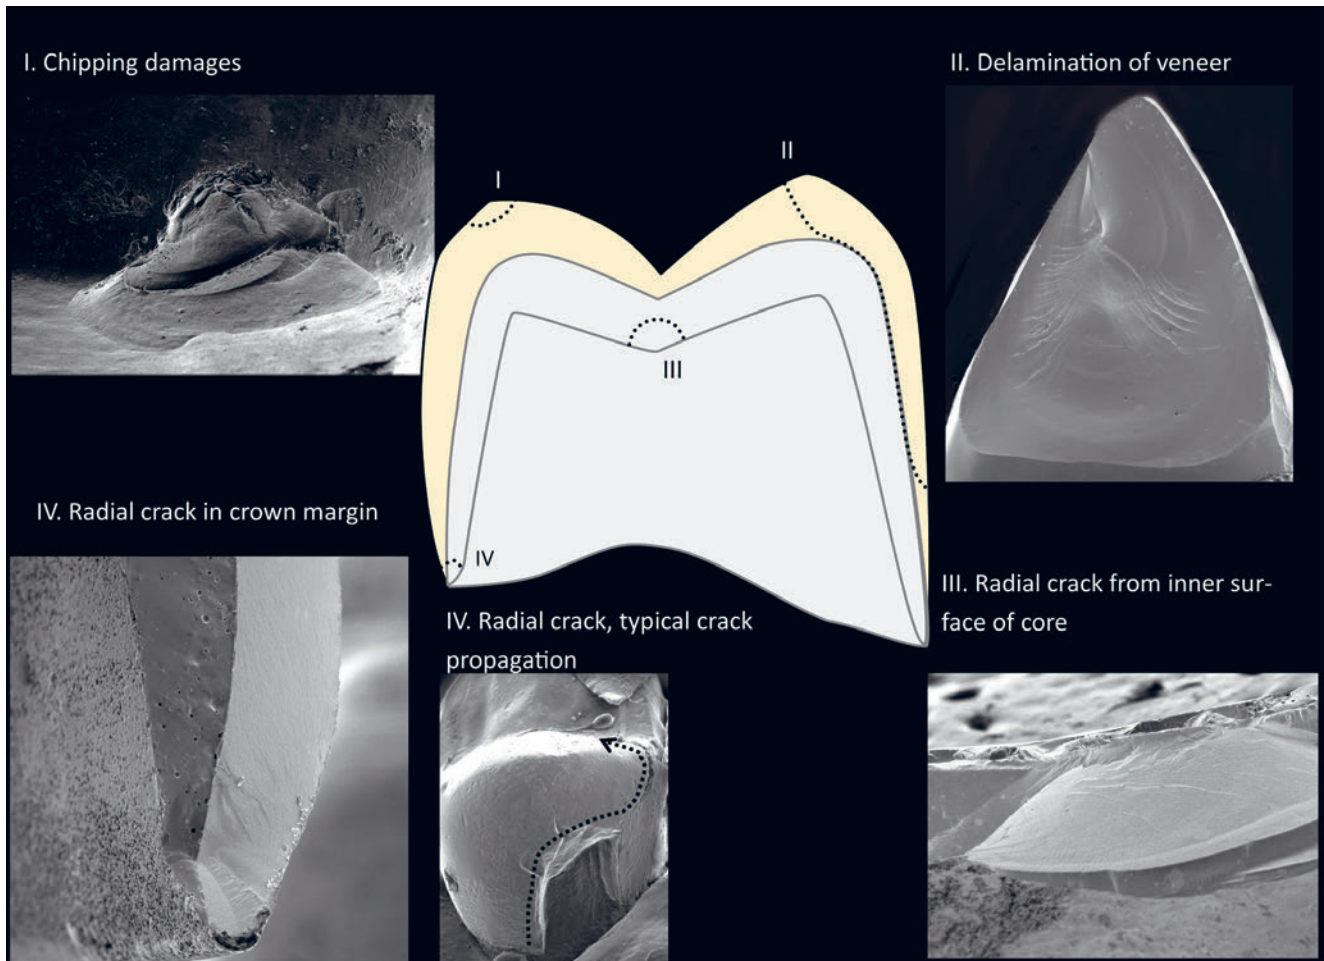 I. Chipping damages
II. Delamination of veneer
I
II
III
IV. Radial crack in crown margin
IV
III. Radial crack from inner sur-
face of core
IV. Radial crack, typical crack
propagation